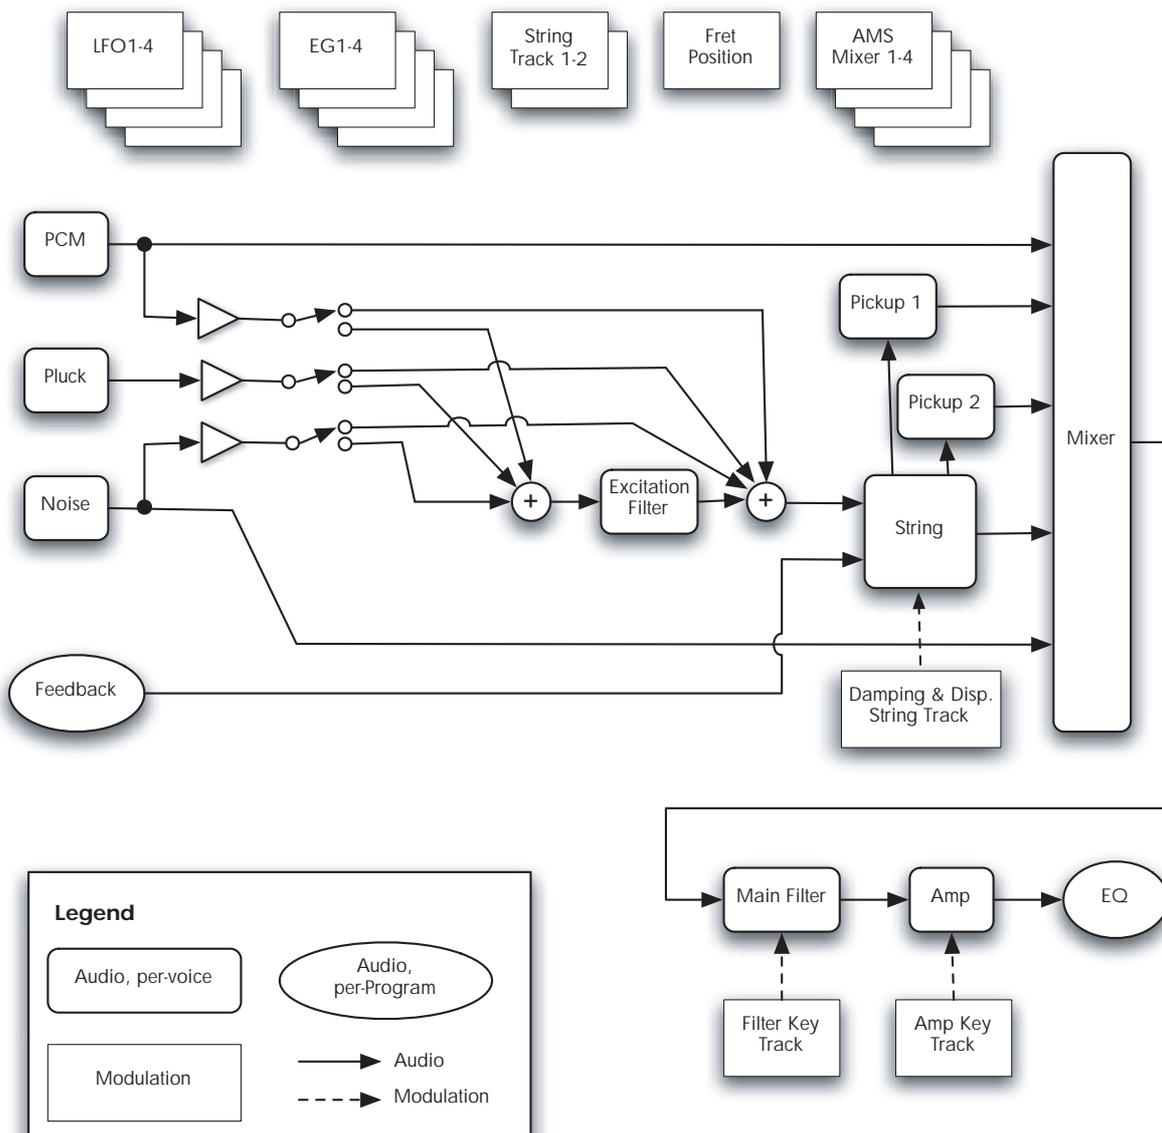 LFO1-4
EG1-4
String
Track 1-2
Fret
Position
AMS
Mixer 1-4
PCM
Pickup 1
Pluck
Pickup 2
Mixer
Noise
+
Excitation
Filter
+
String
Feedback
Damping & Disp.
String Track
Main Filter
Amp
EQ
Filter Key
Track
Amp Key
Track
Legend
Audio, per-voice
Audio,
per-Program
Modulation
Audio
Modulation